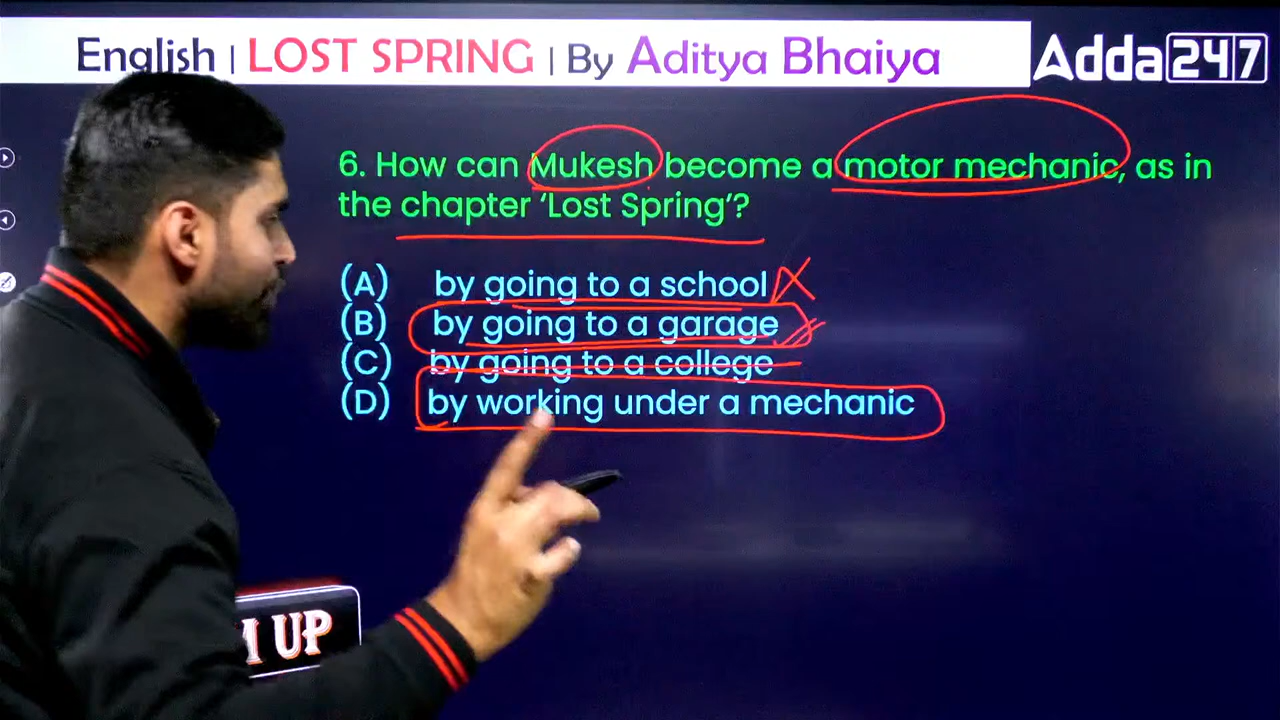 English | LOST SPRING | By Aditya Bhaiya
Adda247
6. How can Mukesh become a motor mechanic, as in
the chapter ‘Lost Spring’?
(A) by going to a school
(B) by going to a garage
(C) by going to a college
(D) by working under a mechanic
UP